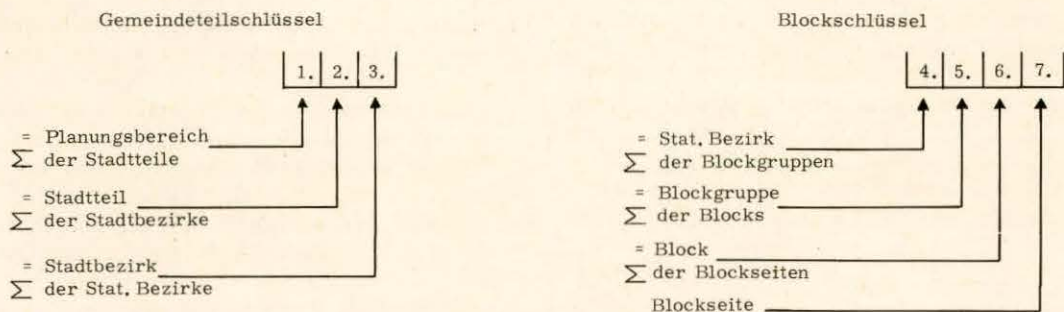 Gemeindeteilschlüssel
1. 2. 3.
= Planungsbereich
∑ der Stadtteile
= Stadtteil
∑ der Stadtbezirke
= Stadtbezirk
∑ der Stat. Bezirke
Blockschlüssel
4. 5. 6. 7.
= Stat. Bezirk
∑ der Blockgruppen
= Blockgruppe
∑ der Blocks
= Block
∑ der Blockseiten
Blockseite